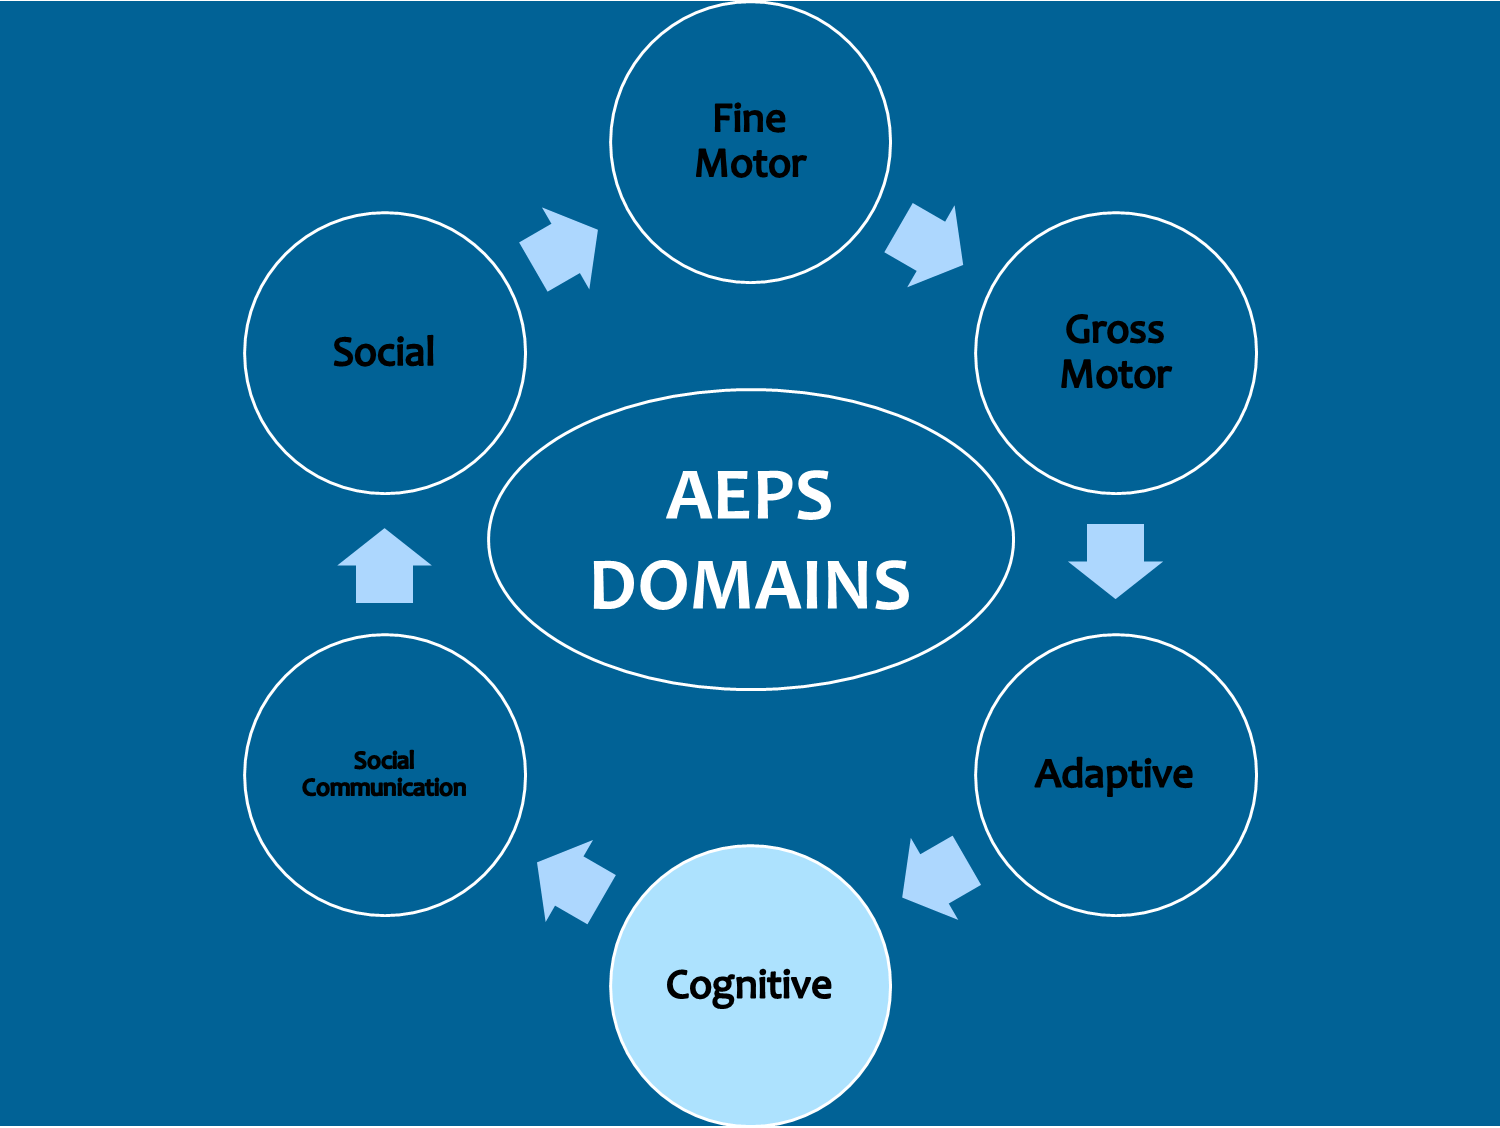 Fine
Motor
Gross
Motor
Adaptive
Cognitive
Social
Communication
Social
AEPS
DOMAINS